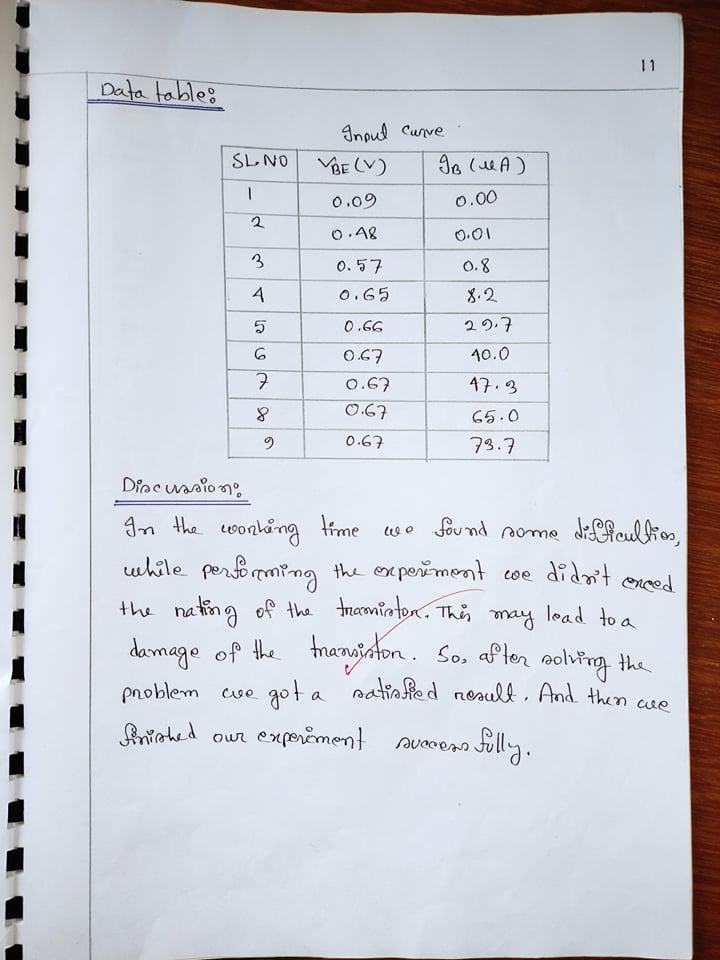 11
Data table:
Input curve
SL.NO VBE (V) IB (μA)
1 0.09 0.00
2 0.48 0.01
3 0.57 0.8
4 0.65 8.2
5 0.66 29.7
6 0.67 40.0
7 0.67 47.3
8 0.67 65.0
9 0.67 73.7
Discussion:
In the working time we found some difficulties,
while performing the experiment we didn't exceed
the rating of the transistor. This may lead to a
damage of the transistor. So, after solving the
problem we got a satisfied result. And then we
finished our experiment successfully.